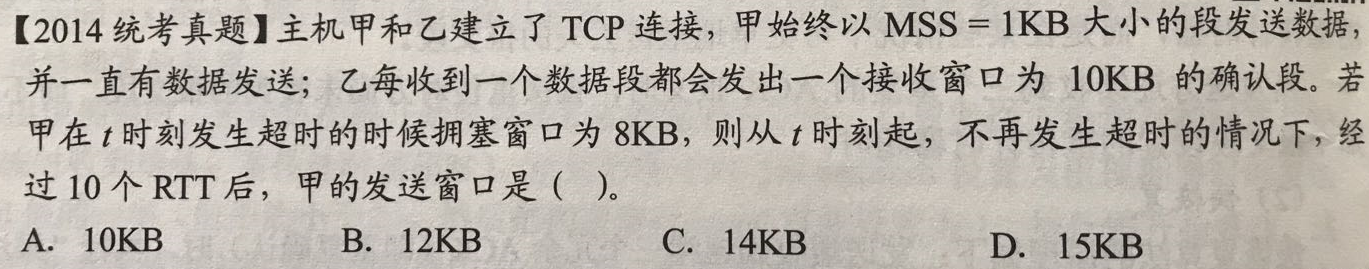 【2014统考真题】主机甲和乙建立了 TCP 连接，甲始终以 MSS = 1KB 大小的段发送数据，
并一直有数据发送；乙每收到一个数据段都会发出一个接收窗口为 10KB 的确认段。若
甲在 t 时刻发生超时的时候拥塞窗口为 8KB，则从 t 时刻起，不再发生超时的情况下，经
过 10 个 RTT 后，甲的发送窗口是（ ）。
A. 10KB B. 12KB C. 14KB D. 15KB